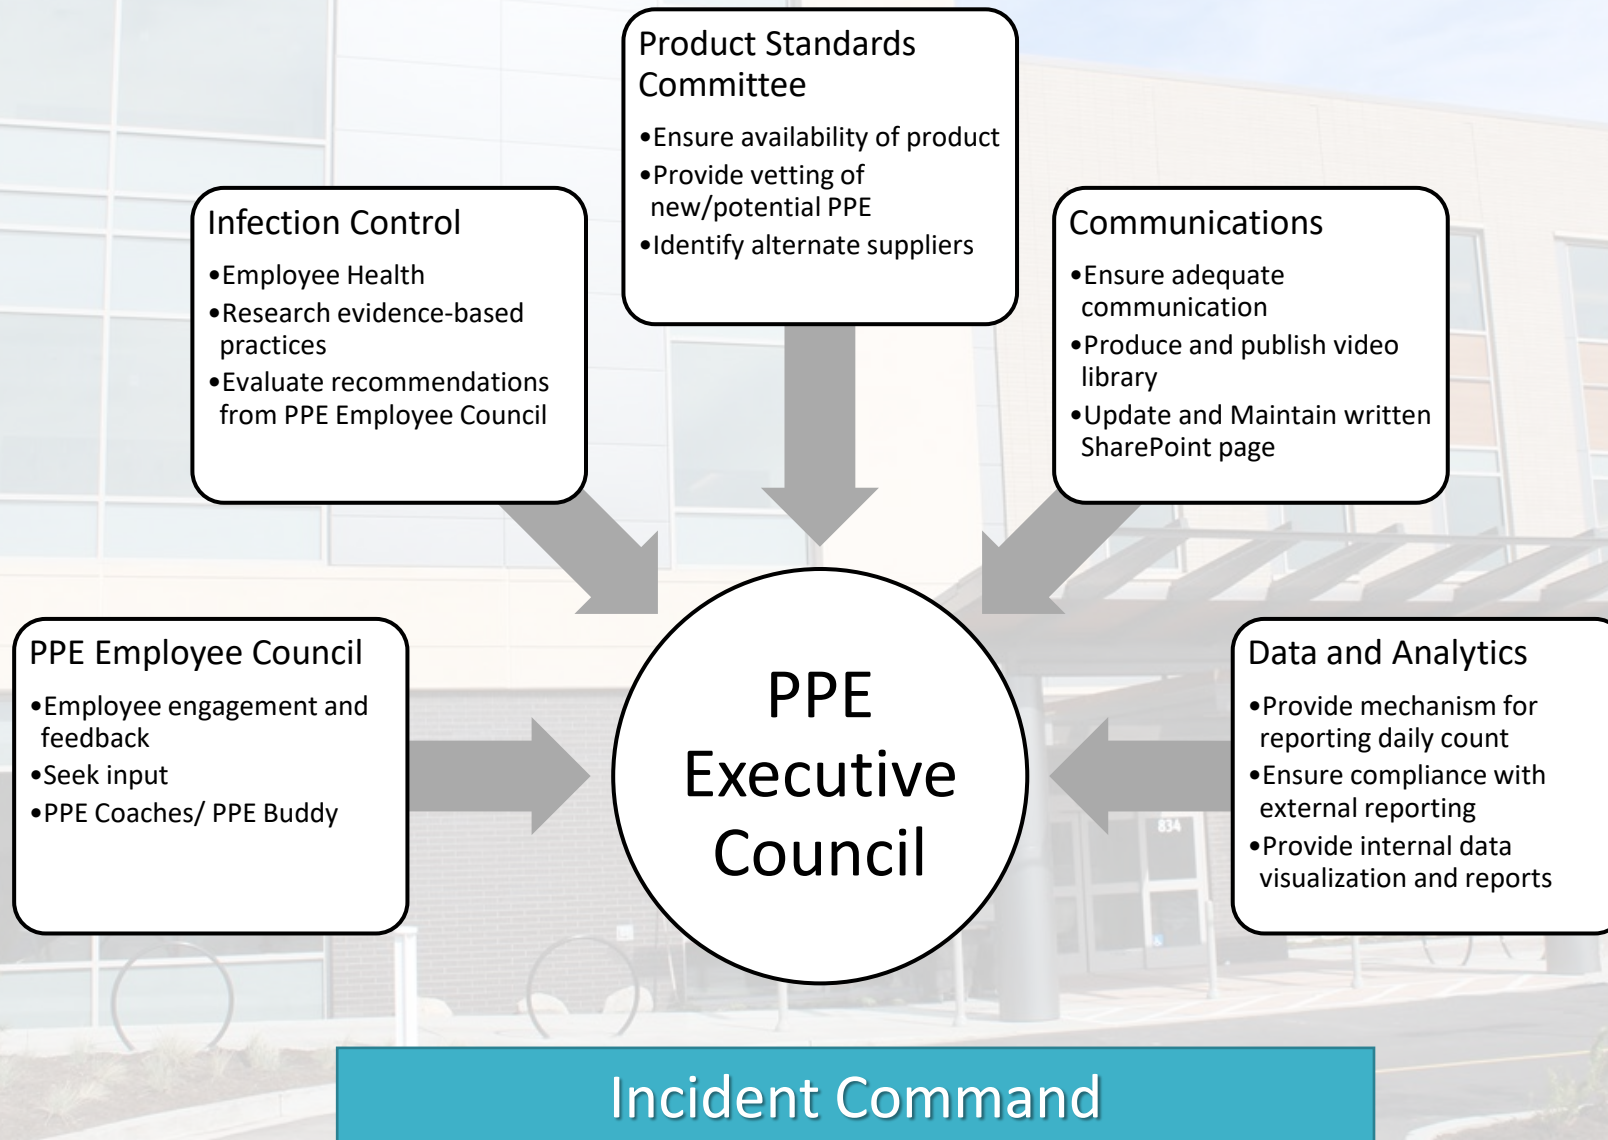 Product Standards
Committee
•Ensure availability of product
•Provide vetting of
new/potential PPE
•Identify alternate suppliers
Infection Control
•Employee Health
•Research evidence-based
practices
•Evaluate recommendations
from PPE Employee Council
Communications
•Ensure adequate
communication
•Produce and publish video
library
•Update and Maintain written
SharePoint page
PPE Employee Council
•Employee engagement and
feedback
•Seek input
•PPE Coaches/ PPE Buddy
PPE
Executive
Council
Data and Analytics
•Provide mechanism for
reporting daily count
•Ensure compliance with
external reporting
•Provide internal data
visualization and reports
834
Incident Command